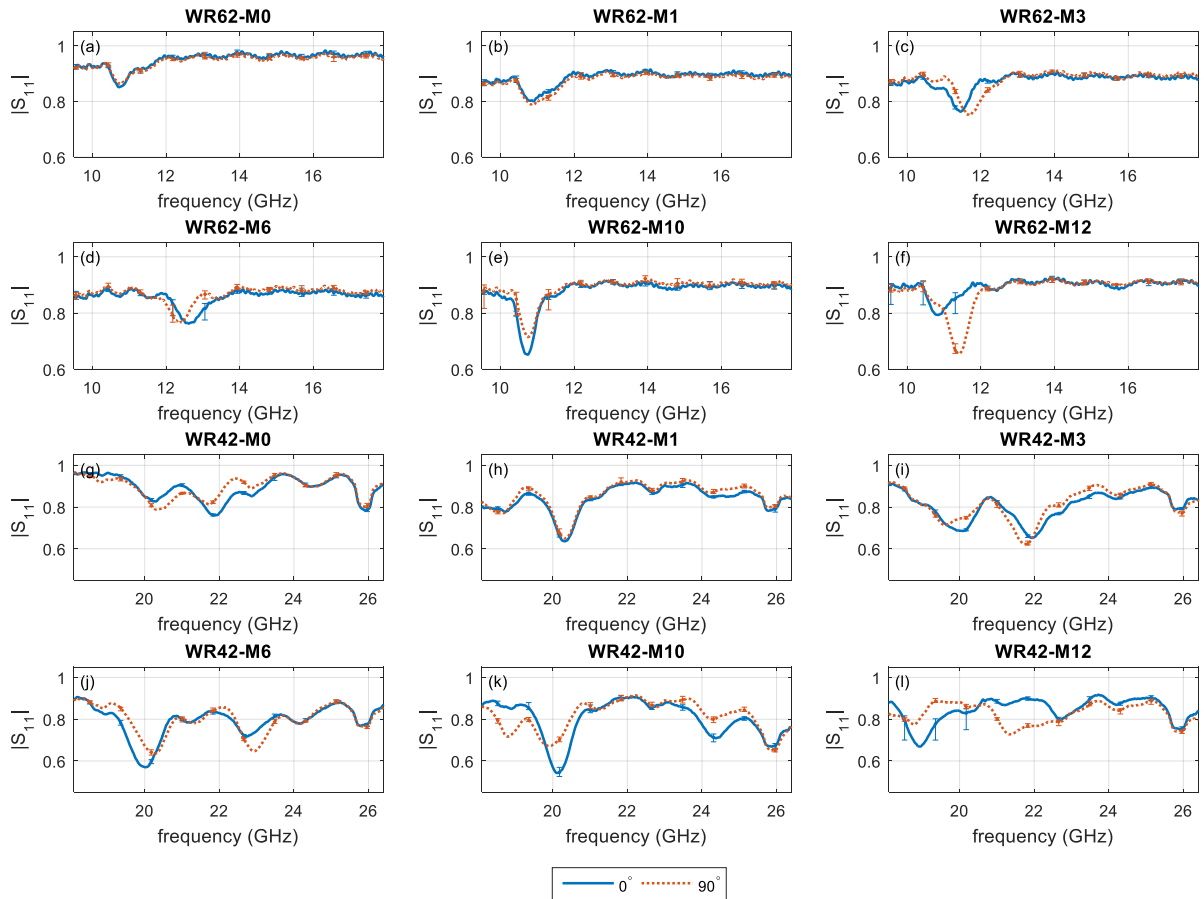 WR62-M0 WR62-M1 WR62-M3
(a) (b) (c)
1 1 1
0.8 0.8 0.8
0.6 0.6 0.6
|S11| |S11| |S11|
10 12 14 16 10 12 14 16 10 12 14 16
frequency (GHz) frequency (GHz) frequency (GHz)
WR62-M6 WR62-M10 WR62-M12
(d) (e) (f)
1 1 1
0.8 0.8 0.8
0.6 0.6 0.6
|S11| |S11| |S11|
10 12 14 16 10 12 14 16 10 12 14 16
frequency (GHz) frequency (GHz) frequency (GHz)
WR42-M0 WR42-M1 WR42-M3
(g) (h) (i)
1 1 1
0.8 0.8 0.8
0.6 0.6 0.6
|S11| |S11| |S11|
20 22 24 26 20 22 24 26 20 22 24 26
frequency (GHz) frequency (GHz) frequency (GHz)
WR42-M6 WR42-M10 WR42-M12
(j) (k) (l)
1 1 1
0.8 0.8 0.8
0.6 0.6 0.6
|S11| |S11| |S11|
20 22 24 26 20 22 24 26 20 22 24 26
frequency (GHz) frequency (GHz) frequency (GHz)
0° 90°